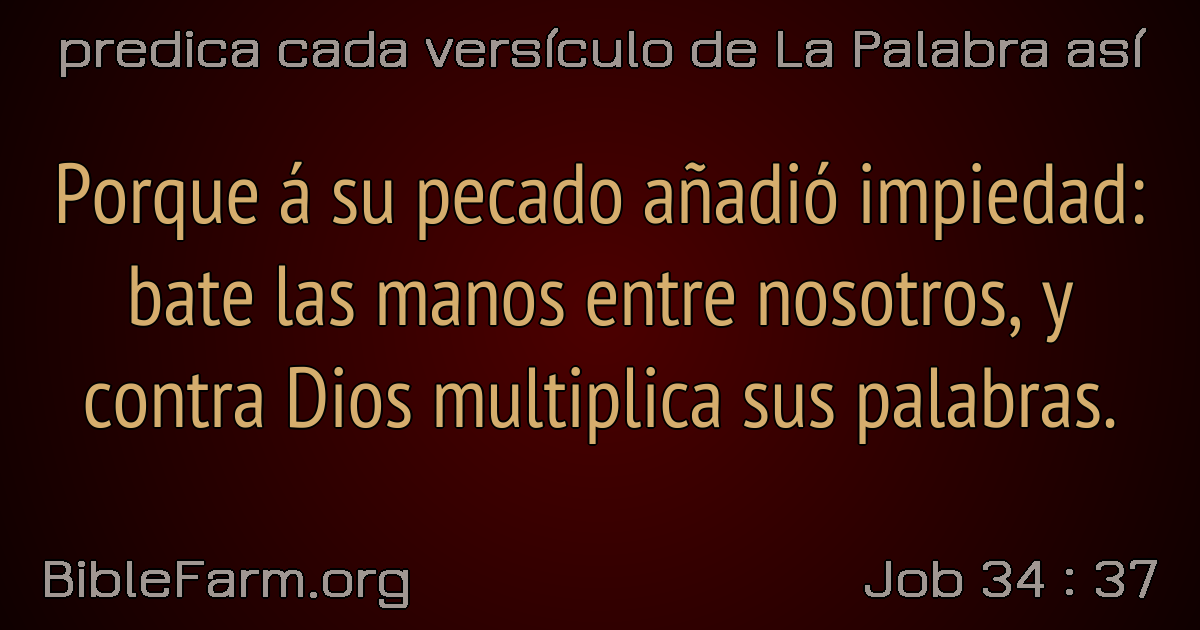 predica cada versículo de La Palabra así
Porque á su pecado añadió impiedad:
bate las manos entre nosotros, y
contra Dios multiplica sus palabras.
BibleFarm.org
Job 34 : 37